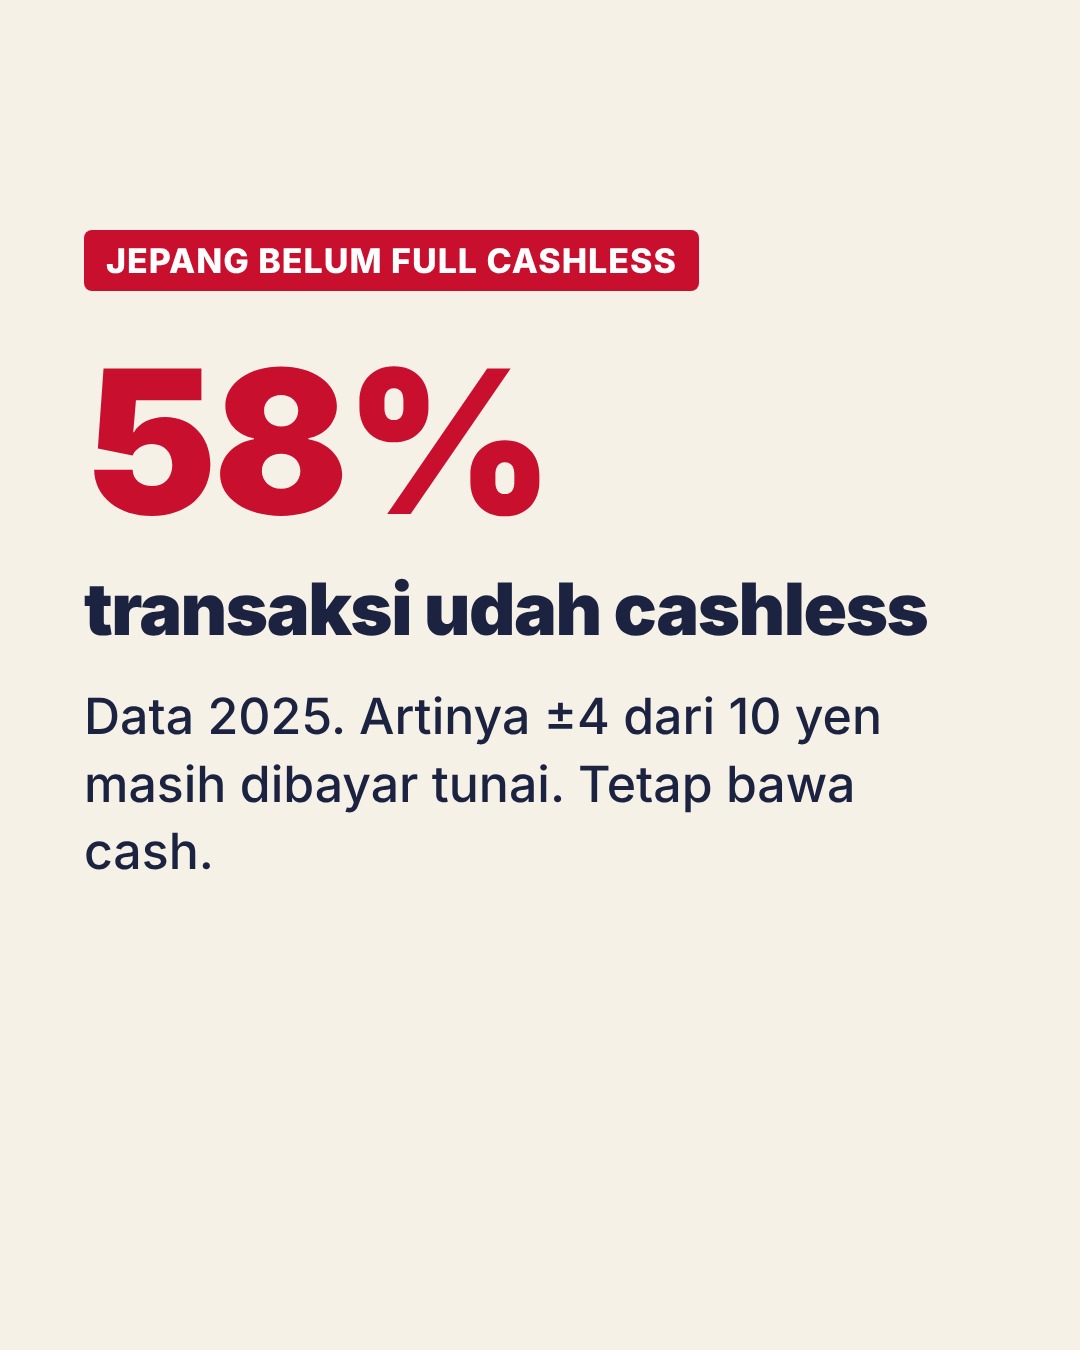 JEPANG BELUM FULL CASHLESS
58%
transaksi udah cashless
Data 2025. Artinya ±4 dari 10 yen
masih dibayar tunai. Tetap bawa
cash.